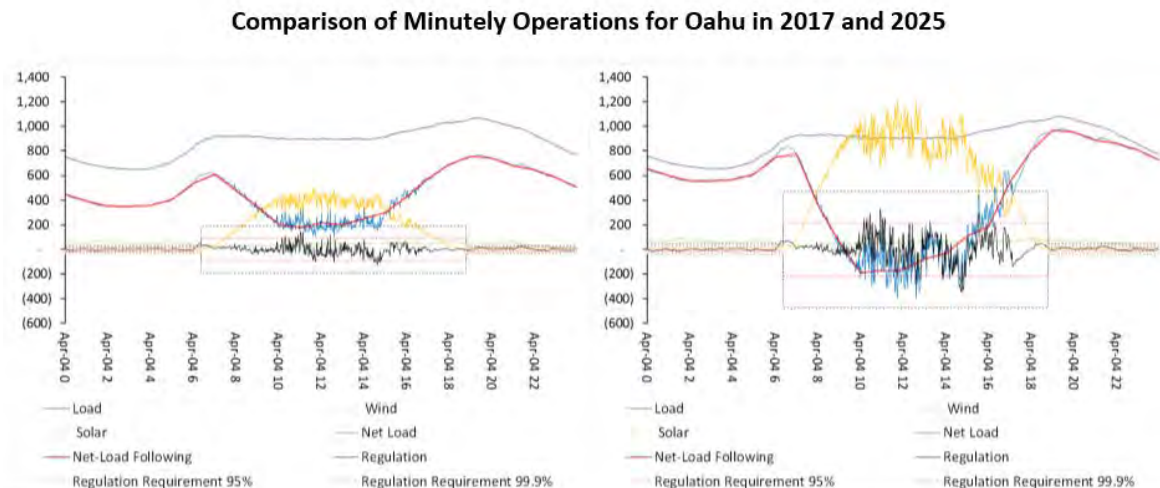 Comparison of Minutely Operations for Oahu in 2017 and 2025
1,400
1,200
1,000
800
600
400
200
-
(200)
(400)
(600)
Apr-04 0
Apr-04 2
Apr-04 4
Apr-04 6
Apr-04 8
Apr-04 10
Apr-04 12
Apr-04 14
Apr-04 16
Apr-04 18
Apr-04 20
Apr-04 22
Load
Wind
Solar
Net Load
Net-Load Following
Regulation
Regulation Requirement 95%
Regulation Requirement 99.9%
1,400
1,200
1,000
800
600
400
200
-
(200)
(400)
(600)
Apr-04 0
Apr-04 2
Apr-04 4
Apr-04 6
Apr-04 8
Apr-04 10
Apr-04 12
Apr-04 14
Apr-04 16
Apr-04 18
Apr-04 20
Apr-04 22
Load
Wind
Solar
Net Load
Net-Load Following
Regulation
Regulation Requirement 95%
Regulation Requirement 99.9%